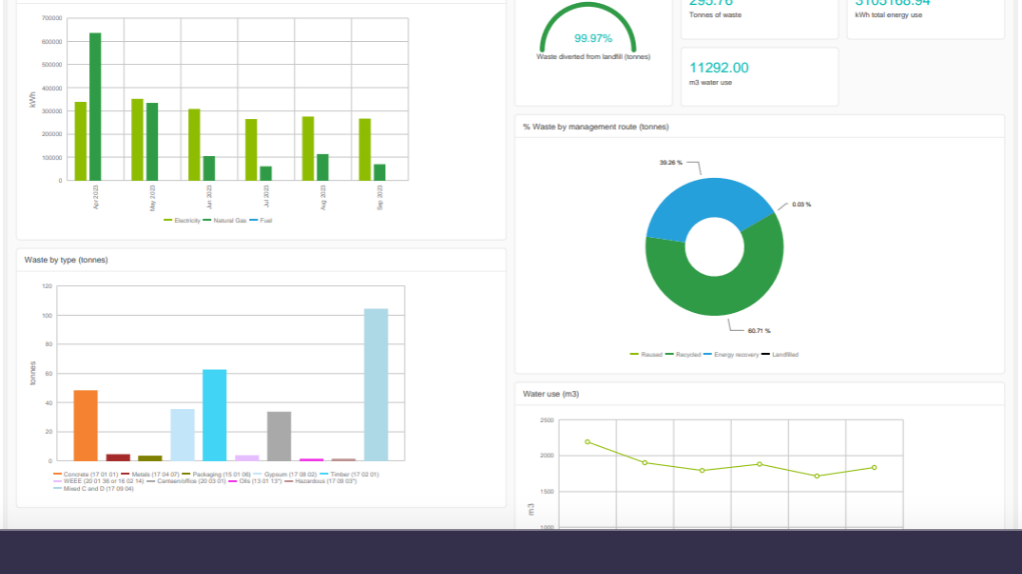 700000
600000
500000
400000
300000
200000
100000
0
kWh
Apr 2023
May 2023
Jun 2023
Jul 2023
Aug 2023
Sep 2023
Electricity Natural Gas Fuel
Waste by type (tonnes)
120
100
80
60
40
20
0
tonnes
Concrete (17 01 01) Metals (17 04 07) Packaging (15 01 06) Gypsum (17 08 02) Timber (17 02 01)
WEEE (20 01 36 or 16 02 14) Canteen/office (20 03 01) Oils (13 01 13*) Hazardous (17 09 03*)
Mixed C and D (17 09 04)
99.97%
Waste diverted from landfill (tonnes)
295.76
Tonnes of waste
3105168.94
kWh total energy use
11292.00
m3 water use
% Waste by management route (tonnes)
39.26 %
0.03 %
60.71 %
Reused Recycled Energy recovery Landfilled
Water use (m3)
2500
2000
1500
1000
m3